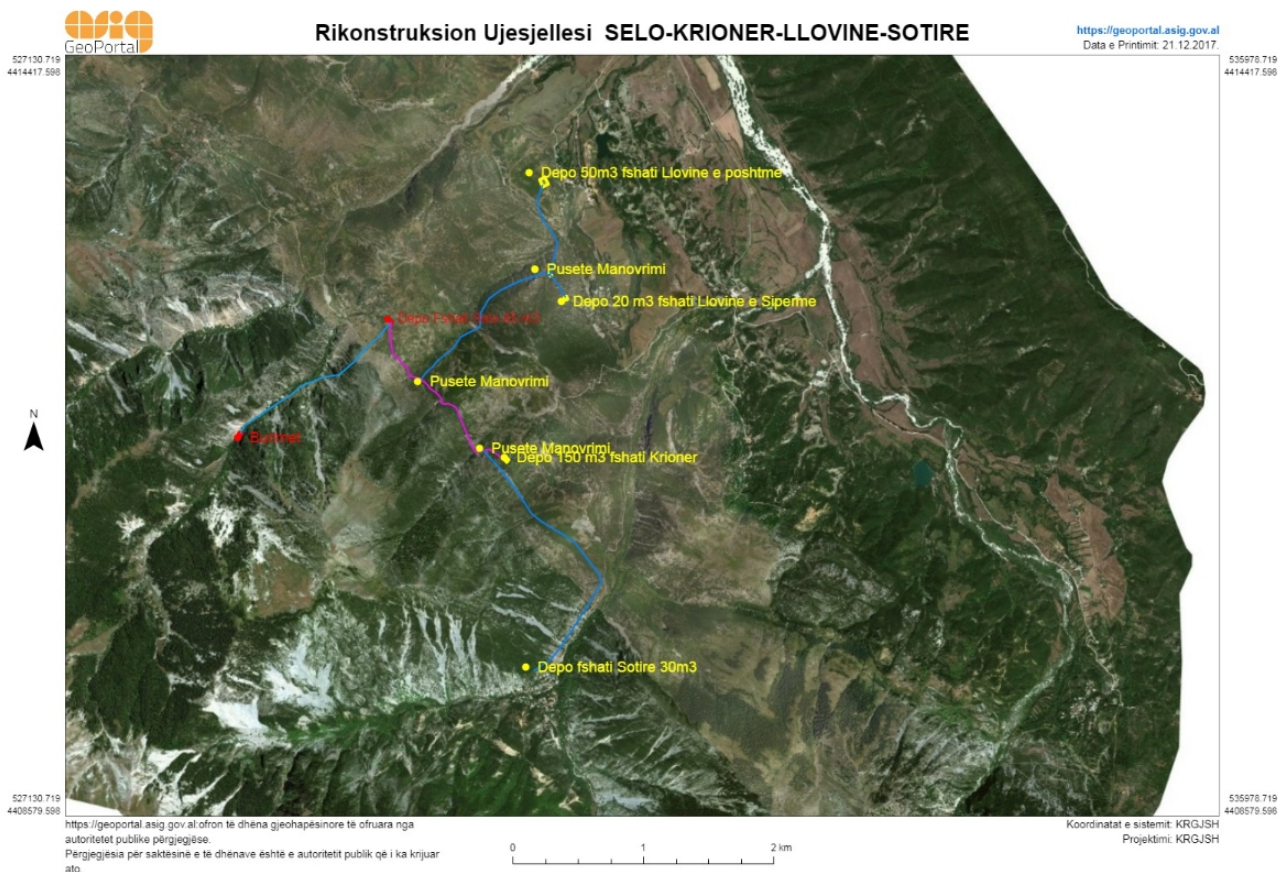 asig
GeoPortal
Rikonstruksion Ujesjellesi SELO-KRIONER-LLOVINE-SOTIRE
https://geoportal.asig.gov.al
Data e Printimit: 21.12.2017.
527130.719
4414417.598
535978.719
4414417.598
Depo 50m3 fshati Llovine e poshtme
Pusete Manovrimi
Depo 20 m3 fshati Llovine e Siperme
Depo Fshati
Pusete Manovrimi
N
Burimet
Pusete Manovrimi
Depo 150 m3 fshati Krioner
Depo fshati Sotire 30m3
527130.719
4408579.598
535978.719
4408579.598
https://geoportal.asig.gov.al:ofron të dhëna gjeohapësinore të ofruara nga
autoritetet publike përgjegjëse.
Përgjegjësia për saktësinë e të dhënave është e autoritetit publik që i ka krijuar
ato.
Koordinatat e sistemit: KRGJSH
Projektimi: KRGJSH
0 1 2 km